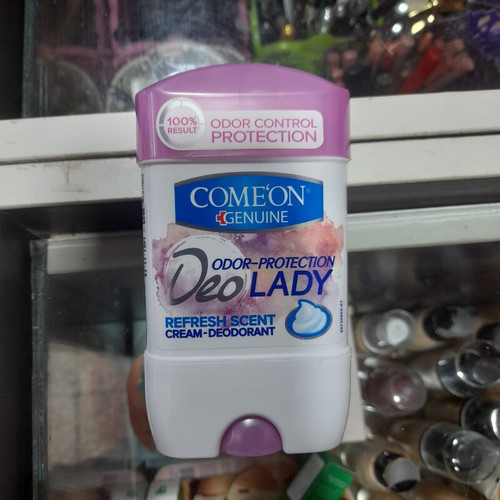 100%
RESULT
ODOR CONTROL
PROTECTION
COME'ON®
GENUINE
ODOR-PROTECTION
Deo LADY
REFRESH SCENT
CREAM-DEODORANT